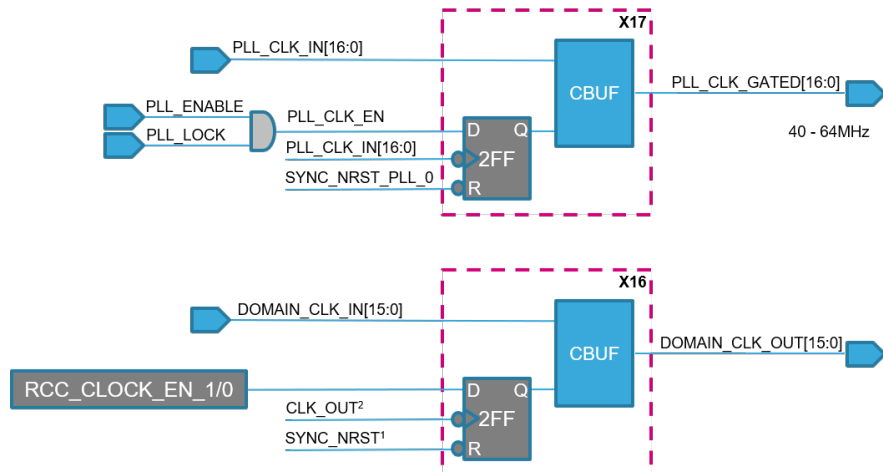 X17
PLL_CLK_IN[16:0]
CBUF
PLL_CLK_GATED[16:0]
PLL_ENABLE
PLL_CLK_EN
PLL_LOCK
D Q
40 - 64MHz
PLL_CLK_IN[16:0]
2FF
SYNC_NRST_PLL_0
R
X16
DOMAIN_CLK_IN[15:0]
CBUF
DOMAIN_CLK_OUT[15:0]
RCC_CLOCK_EN_1/0
D Q
CLK_OUT²
2FF
SYNC_NRST¹
R